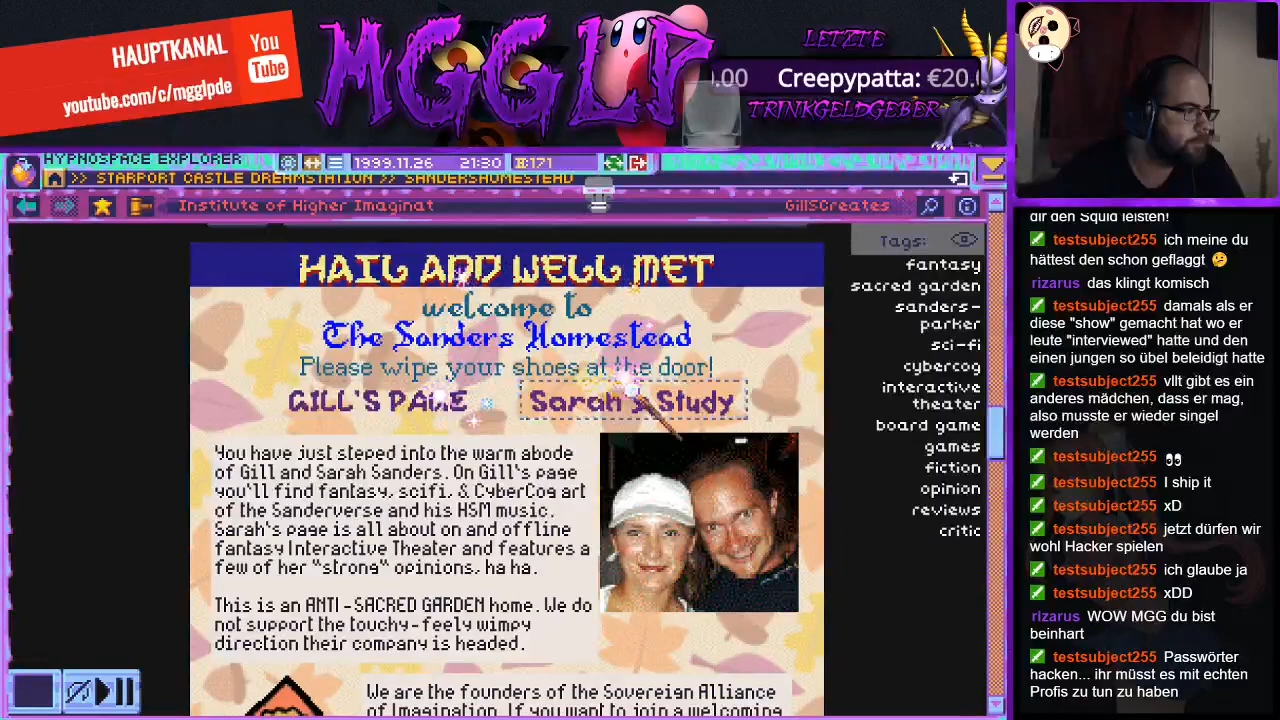 HAUPTKANAL
You
Tube
youtube.com/c/mgglpde
MGGLP
LETZTE
.00 Creepypatta: €20.
TRINKGELDGEBER
HYPNOSPACE EXPLORER
1999.11.26 21:30 171
>> STARPORT CASTLE DREAMSTATION >> SANDERSHOMESTEAD
Institute of Higher Imaginat
GillSCreates
HAIL AND WELL MET
welcome to
The Sanders Homestead
Please wipe your shoes at the door!
GILL'S PAGE
Sarah's Study
You have just steped into the warm abode
of Gill and Sarah Sanders. On Gill's page
you'll find fantasy, scifi, & CyberCog art
of the Sanderverse and his HSM music.
Sarah's page is all about on and offline
fantasy Interactive Theater and features a
few of her "strong" opinions, ha ha.
This is an ANTI-SACRED GARDEN home. We do
not support the touchy-feely wimpy
direction their company is headed.
We are the founders of the Sovereign Alliance
of Imagination. If you want to join a welcoming
Tags:
fantasy
sacred garden
sanders-
parker
sci-fi
cybercog
interactive
theater
board game
games
fiction
opinion
reviews
critic
dir den Squid leisten!
testsubject255 ich meine du
hättest den schon geflaggt
rizarus das klingt komisch
testsubject255 damals als er
diese "show" gemacht hat wo er
leute "interviewed" hatte und den
einen jungen so übel beleidigt hatte
testsubject255 vllt gibt es ein
anderes mädchen, dass er mag,
also musste er wieder singel
werden
testsubject255
testsubject255 I ship it
testsubject255 xD
testsubject255 jetzt dürfen wir
wohl Hacker spielen
testsubject255 ich glaube ja
testsubject255 xDD
rizarus WOW MGG du bist
beinhart
testsubject255 Passwörter
hacken... ihr müsst es mit echten
Profis zu tun zu haben